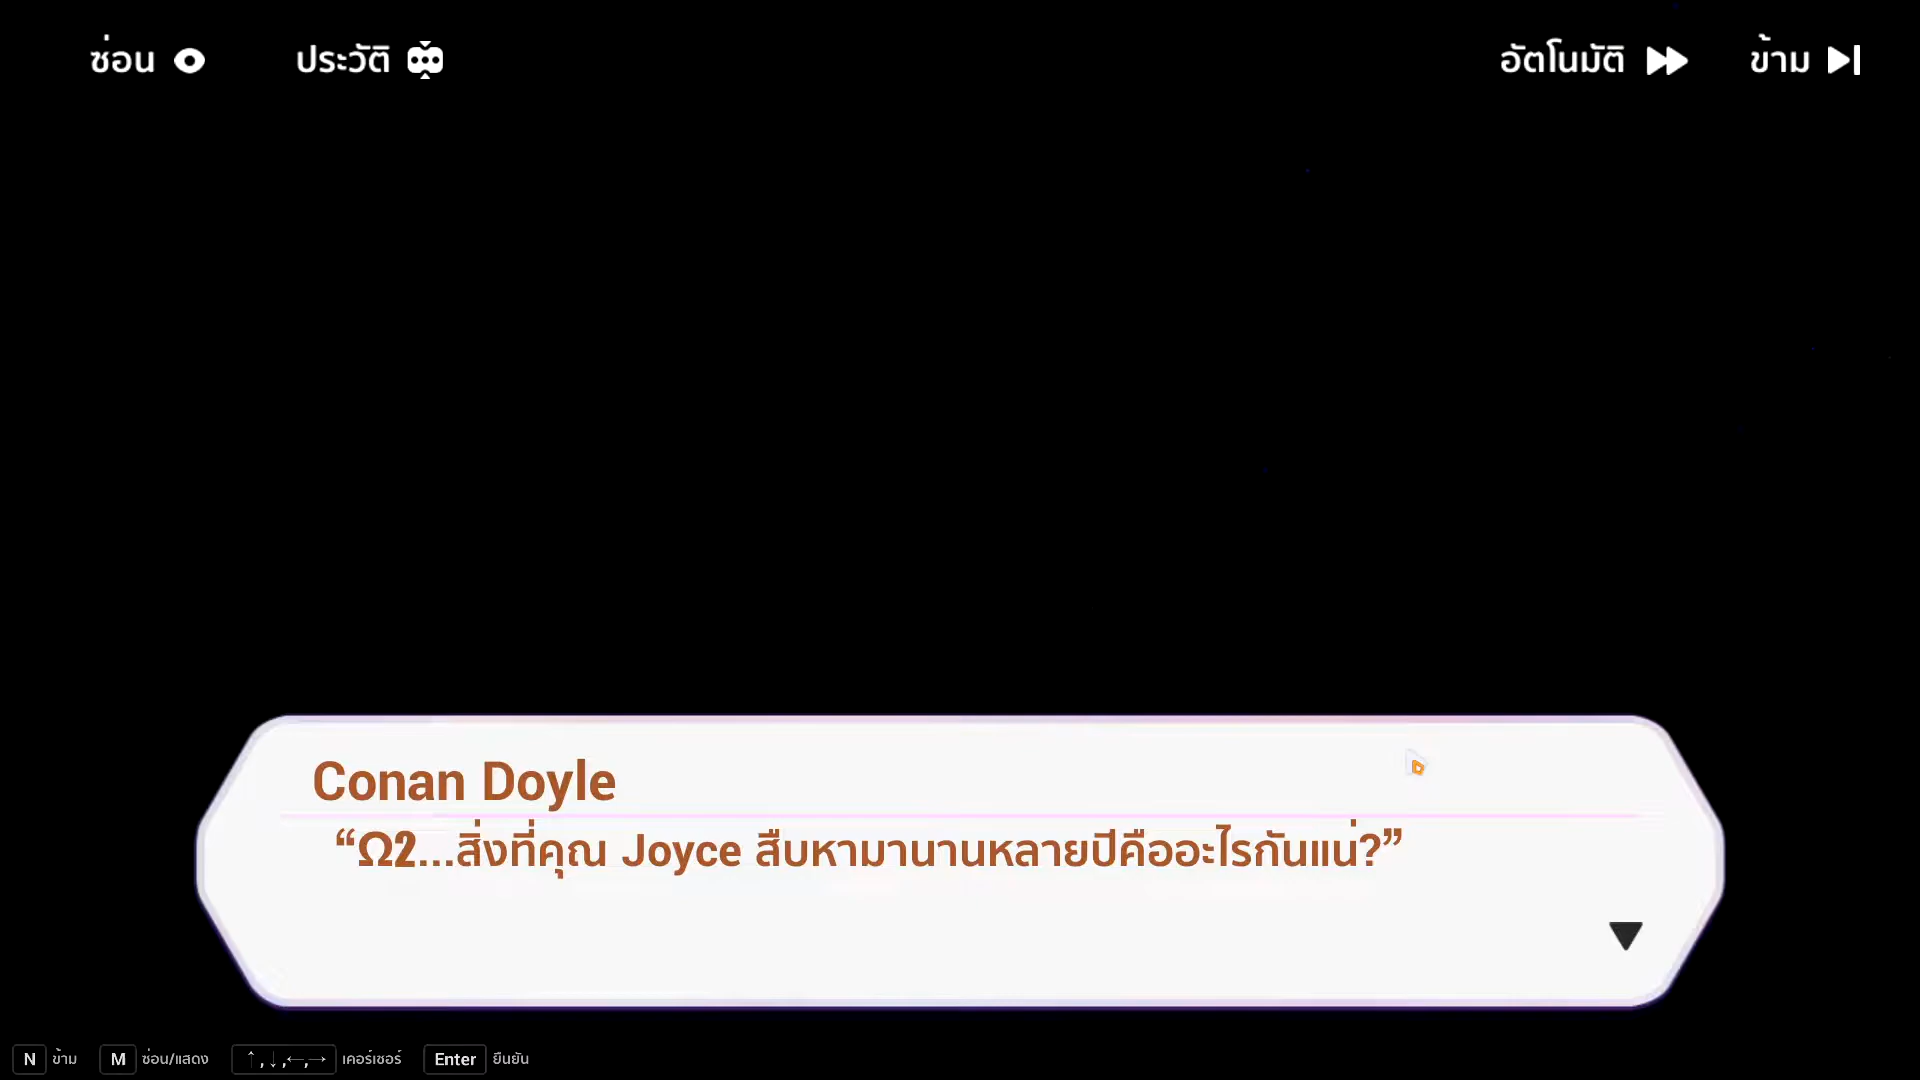 ซ่อน
ประวัติ
อัตโนมัติ
ข้าม
Conan Doyle
“Ω2...สิ่งที่คุณ Joyce สืบหามานานหลายปีคืออะไรกันแน่?”
N ข้าม M ซ่อน/แสดง ↑,↓,←,→ เคอร์เซอร์ Enter ยืนยัน